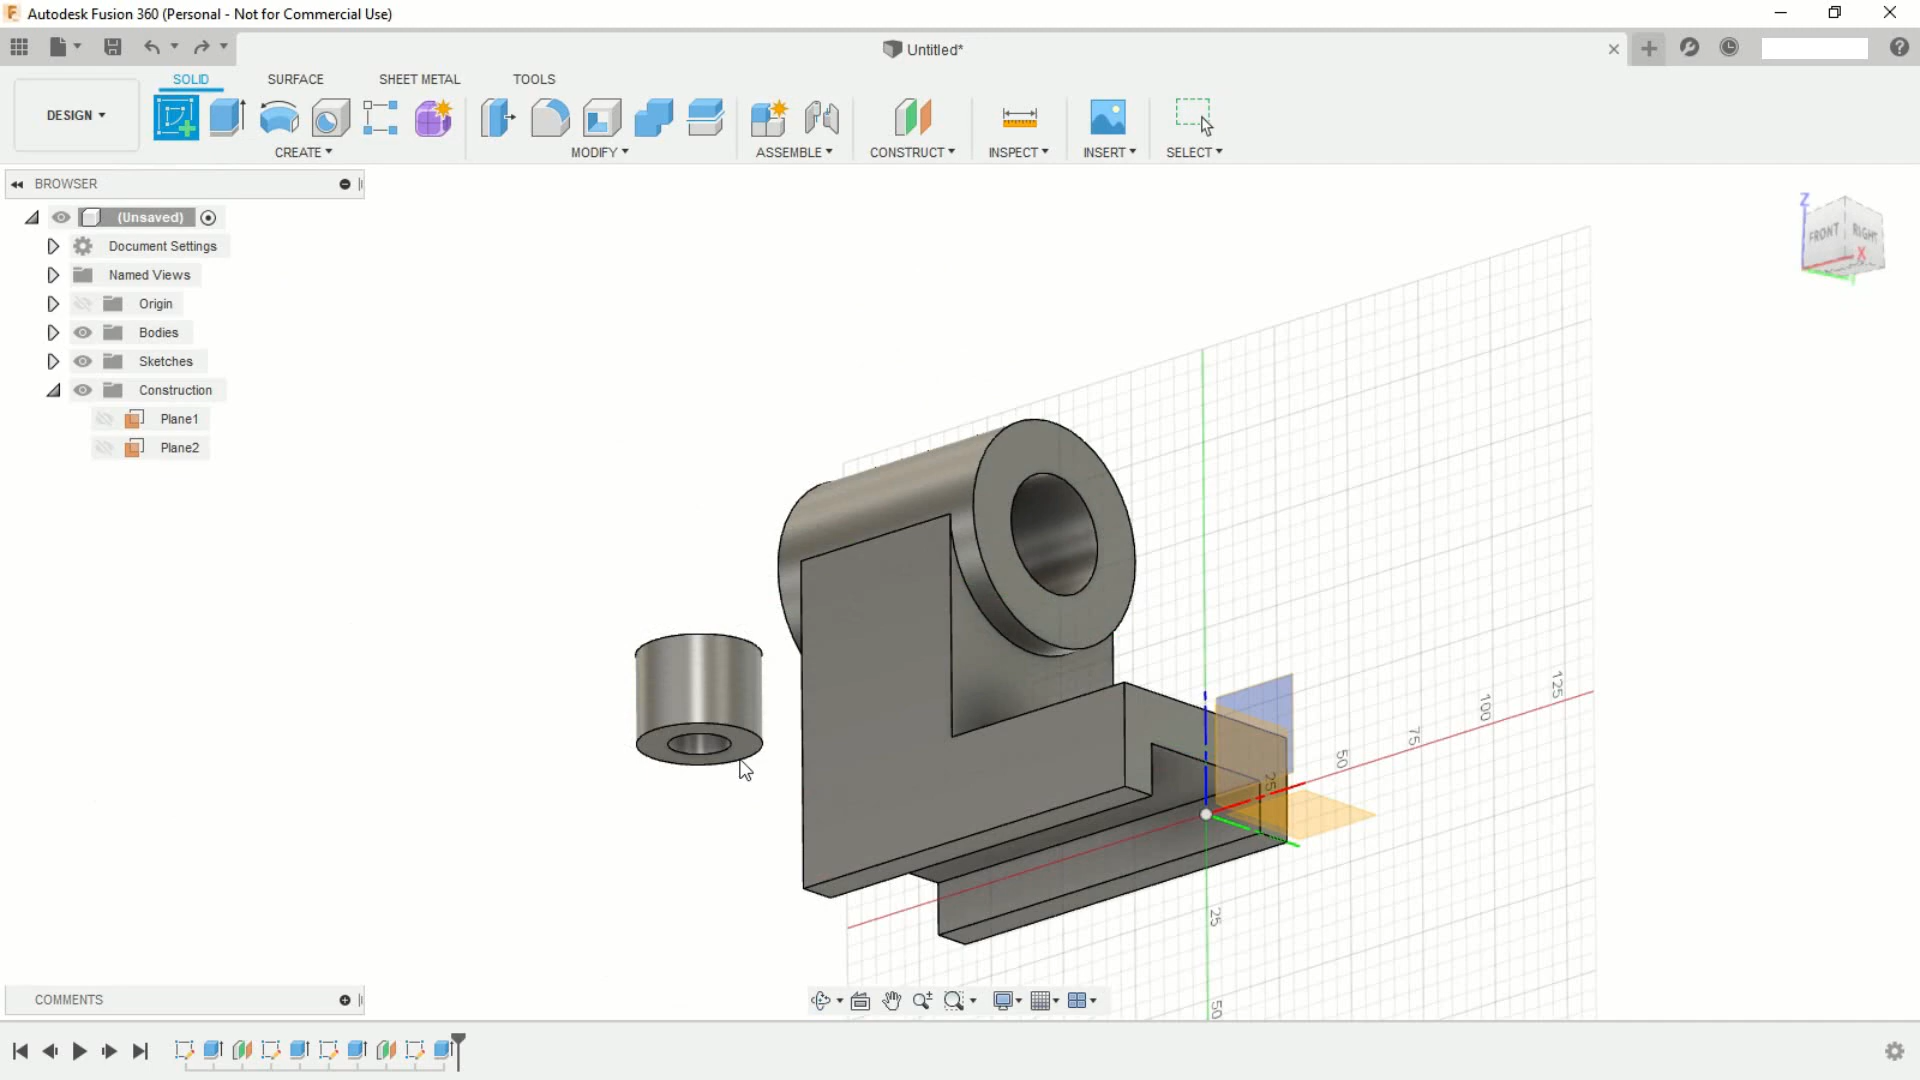 Autodesk Fusion 360 (Personal - Not for Commercial Use)
Untitled*
SOLID
SURFACE
SHEET METAL
TOOLS
DESIGN
CREATE
MODIFY
ASSEMBLE
CONSTRUCT
INSPECT
INSERT
SELECT
BROWSER
(Unsaved)
Document Settings
Named Views
Origin
Bodies
Sketches
Construction
Plane1
Plane2
Z
FRONT
RIGHT
X
125
100
75
50
25
25
50
COMMENTS